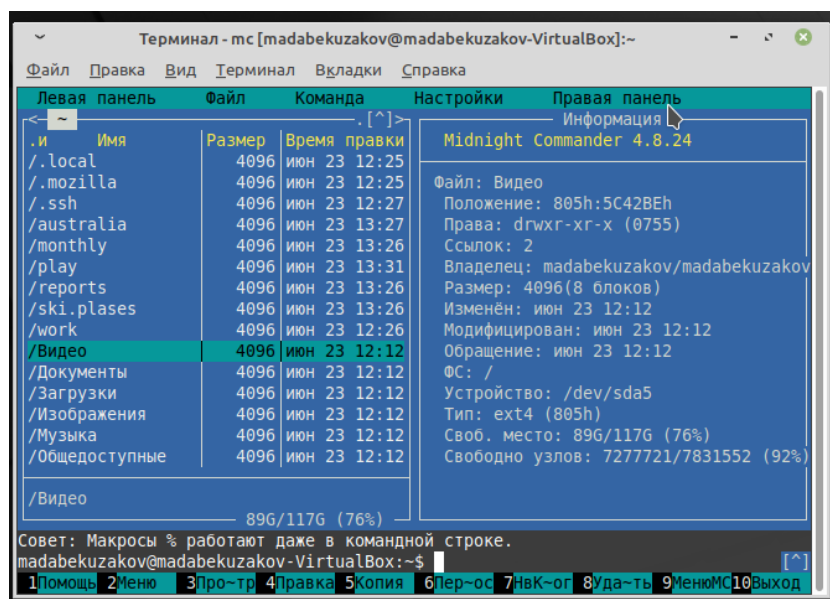 Терминал - mc [madabekuzakov@madabekuzakov-VirtualBox]:~
Файл Правка Вид Терминал Вкладки Справка
Левая панель Файл Команда Настройки Правая панель
<- ~ .[^]>
.и Имя Размер Время правки
/.local 4096 июн 23 12:25
/.mozilla 4096 июн 23 12:25
/.ssh 4096 июн 23 12:27
/australia 4096 июн 23 13:27
/monthly 4096 июн 23 13:26
/play 4096 июн 23 13:31
/reports 4096 июн 23 13:26
/ski.plases 4096 июн 23 13:26
/work 4096 июн 23 12:26
/Видео 4096 июн 23 12:12
/Документы 4096 июн 23 12:12
/Загрузки 4096 июн 23 12:12
/Изображения 4096 июн 23 12:12
/Музыка 4096 июн 23 12:12
/Общедоступные 4096 июн 23 12:12
/Видео
89G/117G (76%)
Информация
Midnight Commander 4.8.24
Файл: Видео
Положение: 805h:5C42BEh
Права: drwxr-xr-x (0755)
Ссылок: 2
Владелец: madabekuzakov/madabekuzakov
Размер: 4096(8 блоков)
Изменён: июн 23 12:12
Модифицирован: июн 23 12:12
Обращение: июн 23 12:12
ФС: /
Устройство: /dev/sda5
Тип: ext4 (805h)
Своб. место: 89G/117G (76%)
Свободно узлов: 7277721/7831552 (92%)
Совет: Макросы % работают даже в командной строке.
madabekuzakov@madabekuzakov-VirtualBox:~$ [^]
1Помощь 2Меню 3Про~тр 4Правка 5Копия 6Пер~ос 7НвК~ог 8Уда~ть 9МенюMC 10Выход